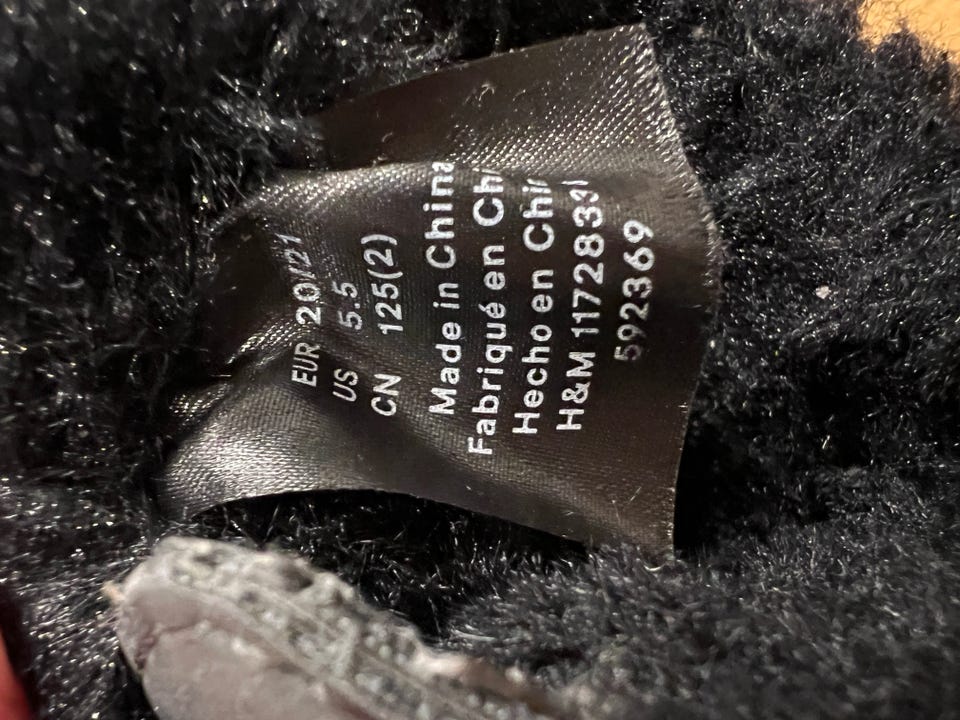 EUR 20/21
US 5.5
CN 125(2)
Made in China
Fabriqué en
Hecho en
H&M
592369